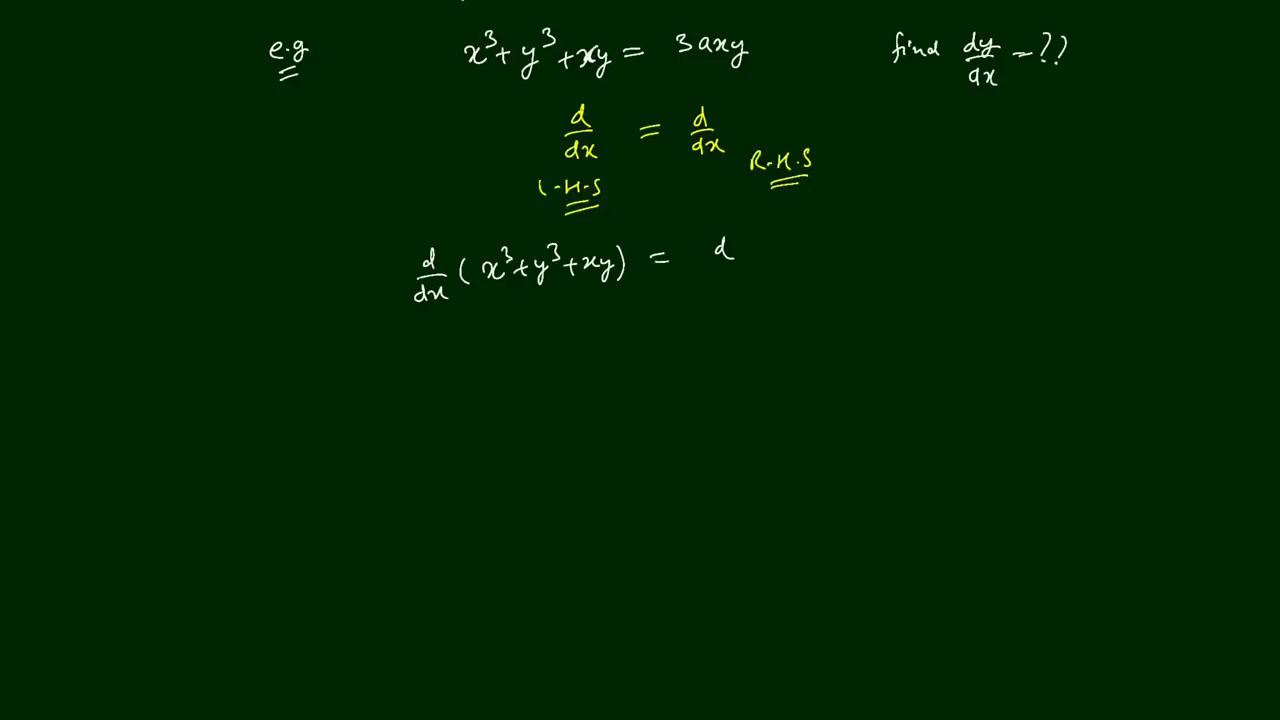 e.g x³ + y³ + xy = 3axy find dy/dx = ??
d/dx = d/dx
L-H-S R-H-S
d/dx (x³ + y³ + xy) = d